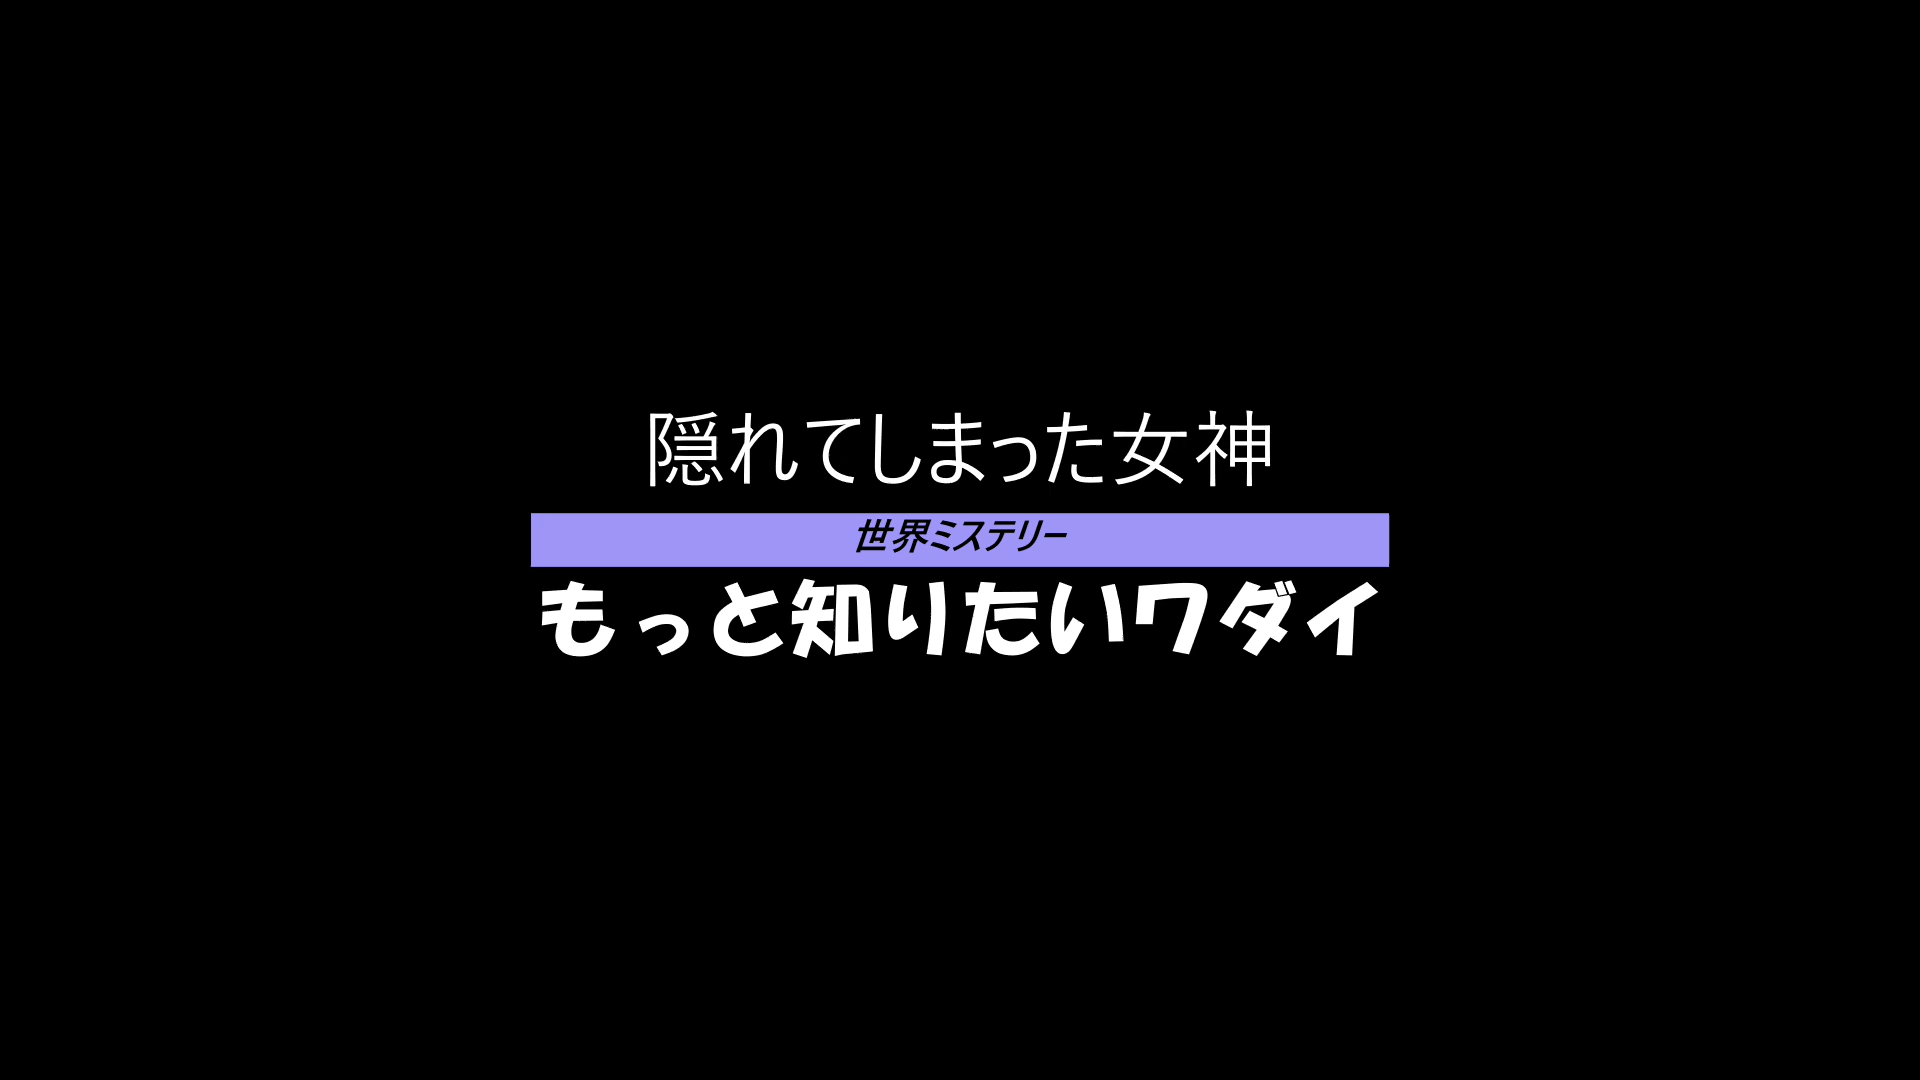 隠れてしまった女神
世界ミステリー
もっと知りたいワダイ